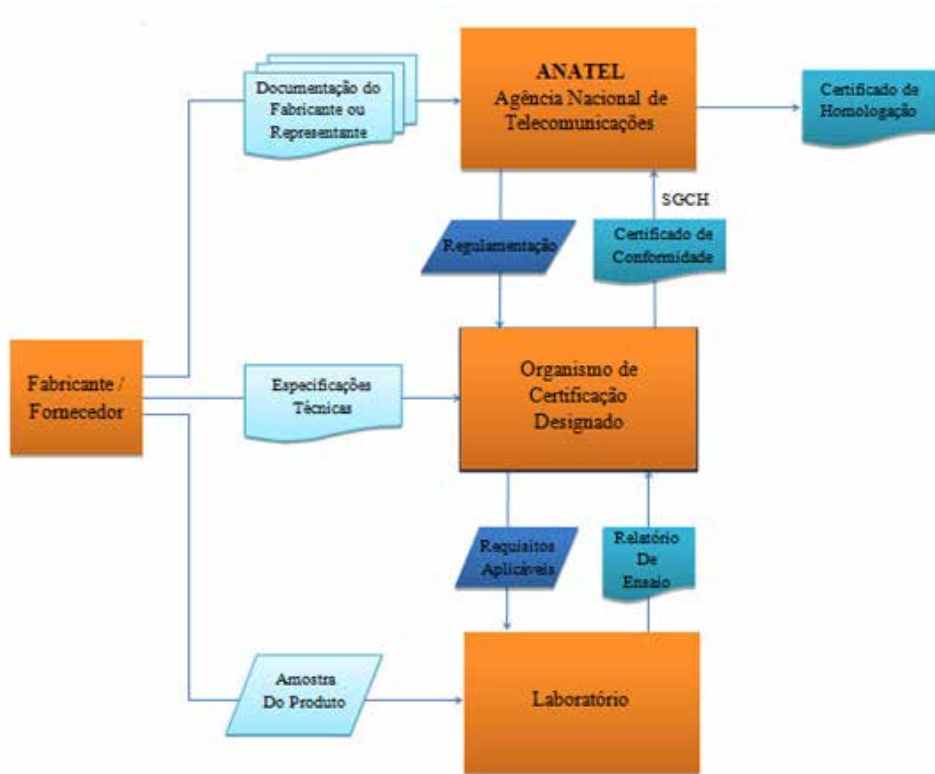 Documentação do
Fabricante ou
Representante
ANATEL
Agência Nacional de
Telecomunicações
Certificado de
Homologação
SGCH
Regulamentação
Certificado de
Conformidade
Fabricante /
Fornecedor
Especificações
Técnicas
Organismo de
Certificação
Designado
Requisitos
Aplicáveis
Relatório
De
Ensaio
Amostra
Do Produto
Laboratório